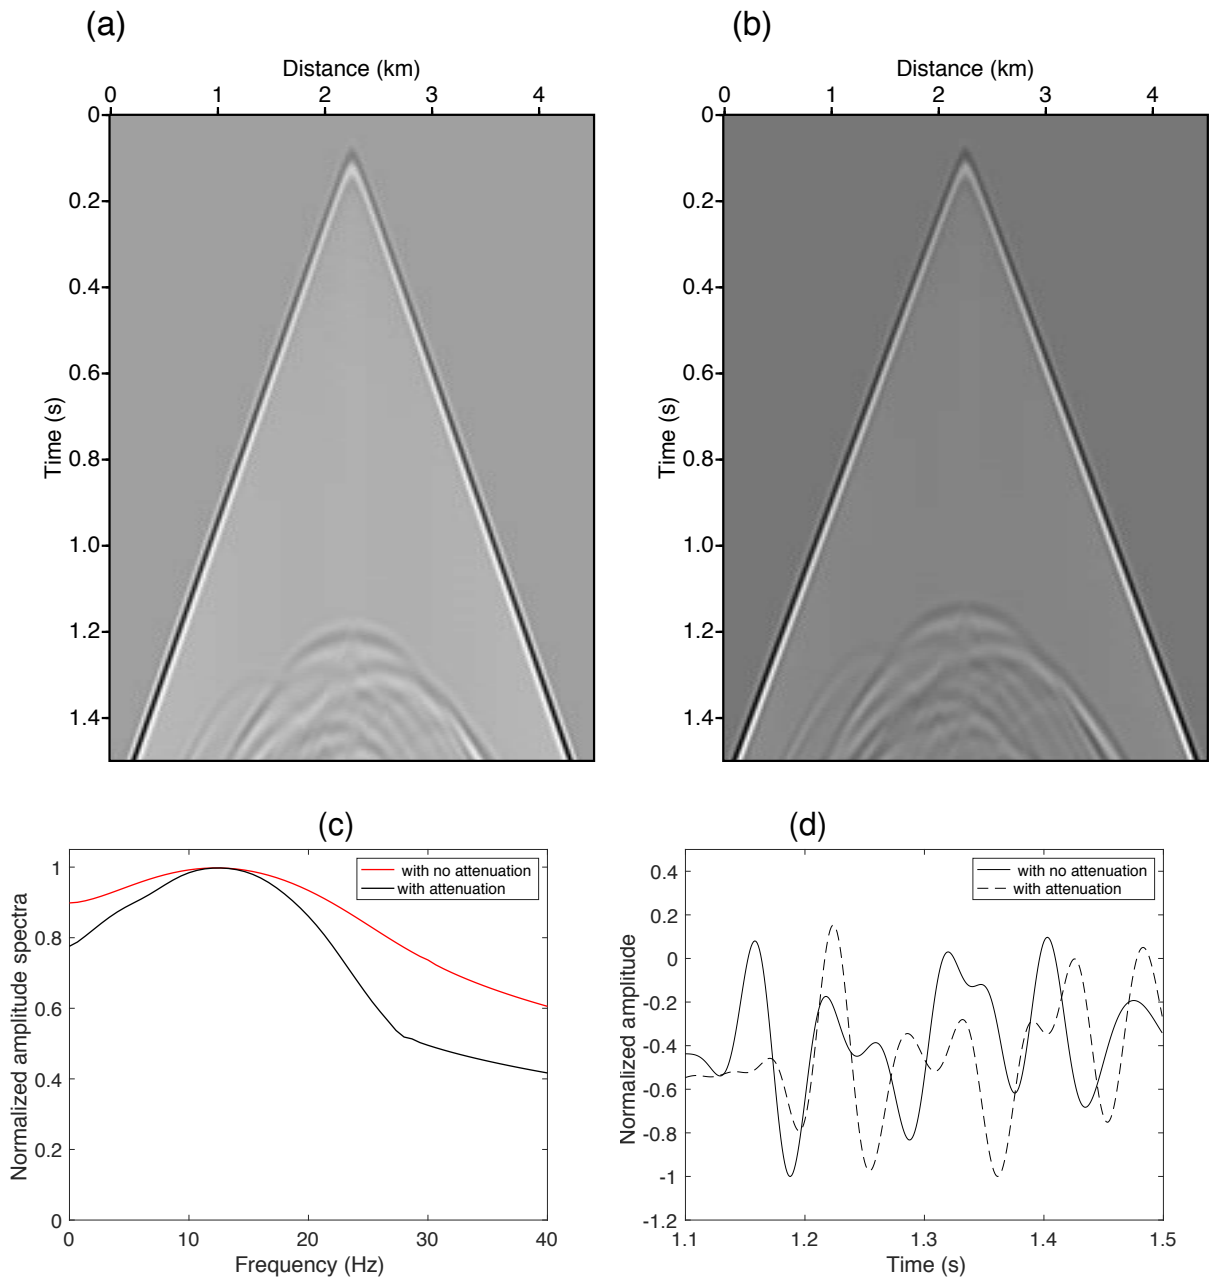 (a)
Distance (km)
0 1 2 3 4
0
0.2
0.4
0.6
0.8
1.0
1.2
1.4
Time (s)
(b)
Distance (km)
0 1 2 3 4
0
0.2
0.4
0.6
0.8
1.0
1.2
1.4
Time (s)
(c)
with no attenuation
with attenuation
1
0.8
0.6
0.4
0.2
0
Normalized amplitude spectra
0 10 20 30 40
Frequency (Hz)
(d)
with no attenuation
with attenuation
0.4
0.2
0
-0.2
-0.4
-0.6
-0.8
-1
-1.2
Normalized amplitude
1.1 1.2 1.3 1.4 1.5
Time (s)